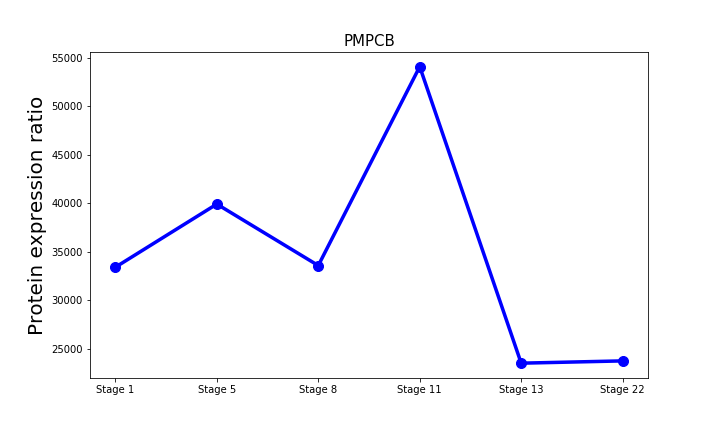 PMPCB
Protein expression ratio
55000
50000
45000
40000
35000
30000
25000
Stage 1 Stage 5 Stage 8 Stage 11 Stage 13 Stage 22